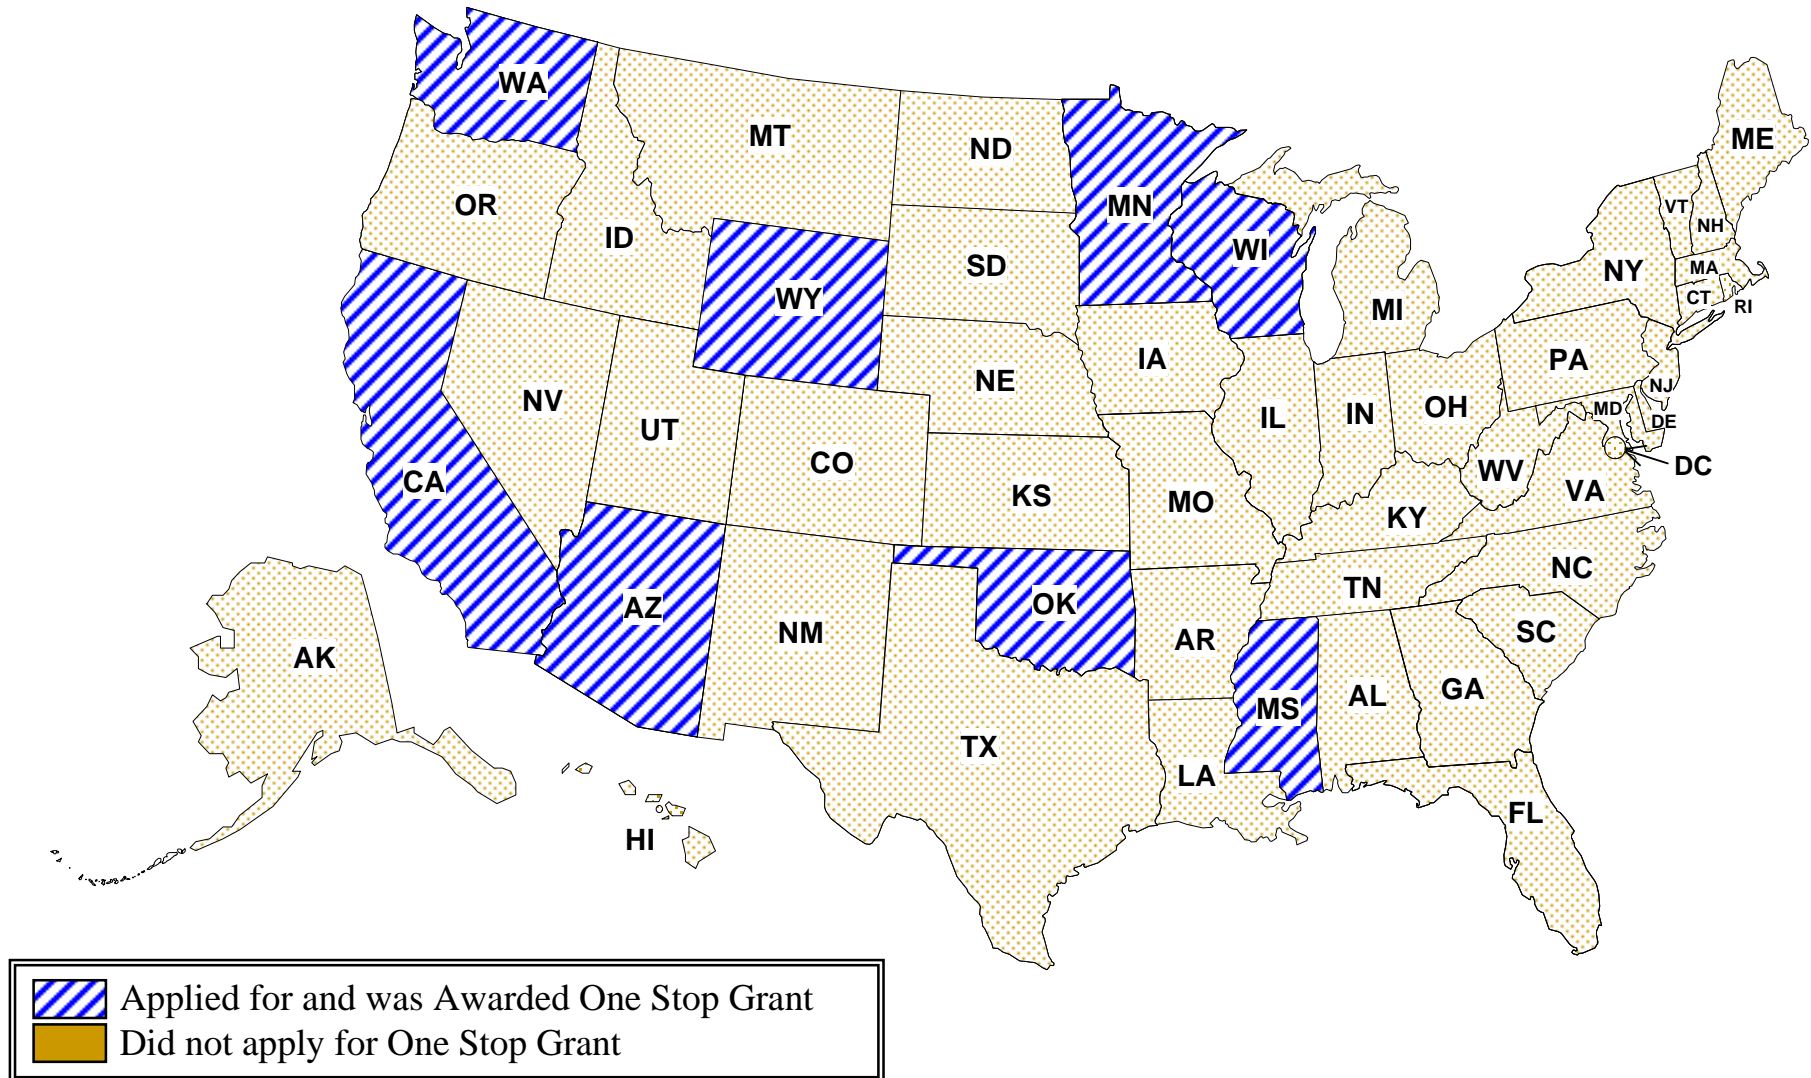 WA
MT
ND
ME
OR
MN
VT
NH
ID
WI
SD
NY
MA
WY
CT
RI
MI
IA
PA
NE
NJ
NV
UT
IL
IN
OH
MD
DE
CO
DC
CA
KS
MO
WV
VA
KY
NC
TN
AZ
OK
NM
AR
SC
AK
GA
AL
MS
TX
LA
FL
HI
Applied for and was Awarded One Stop Grant
Did not apply for One Stop Grant